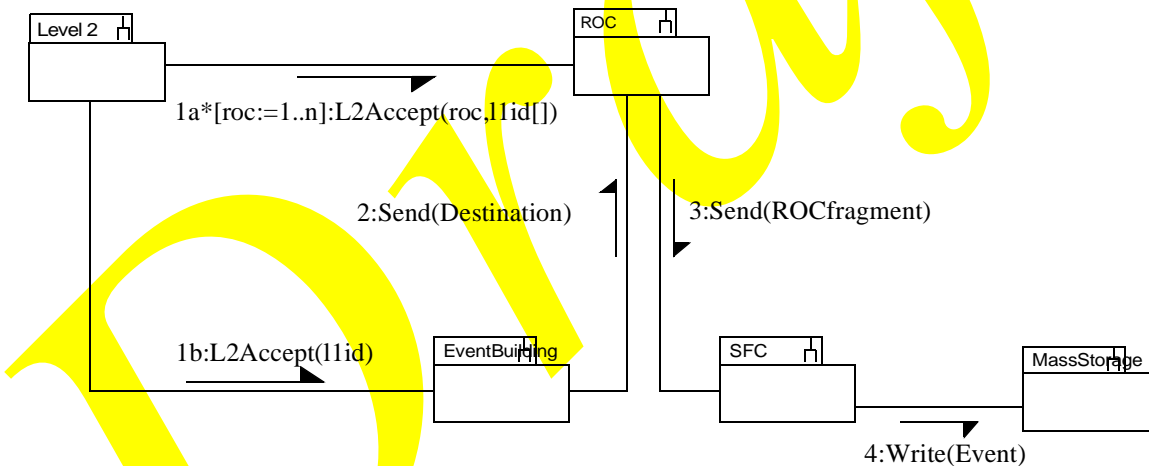 Level 2
ROC
1a*[roc:=1..n]:L2Accept(roc,l1id[])
2:Send(Destination)
3:Send(ROCfragment)
1b:L2Accept(l1id)
EventBuilding
SFC
MassStorage
4:Write(Event)
Draft